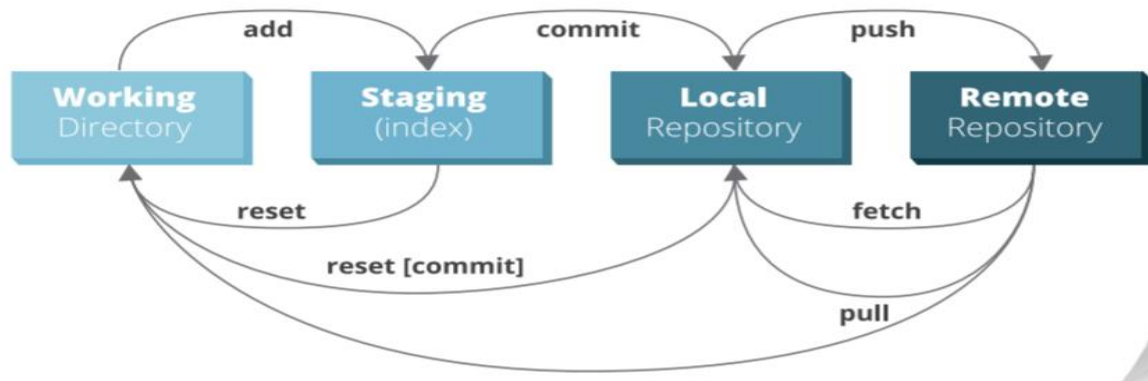 add
commit
push
Working
Directory
Staging
(index)
Local
Repository
Remote
Repository
reset
fetch
reset [commit]
pull